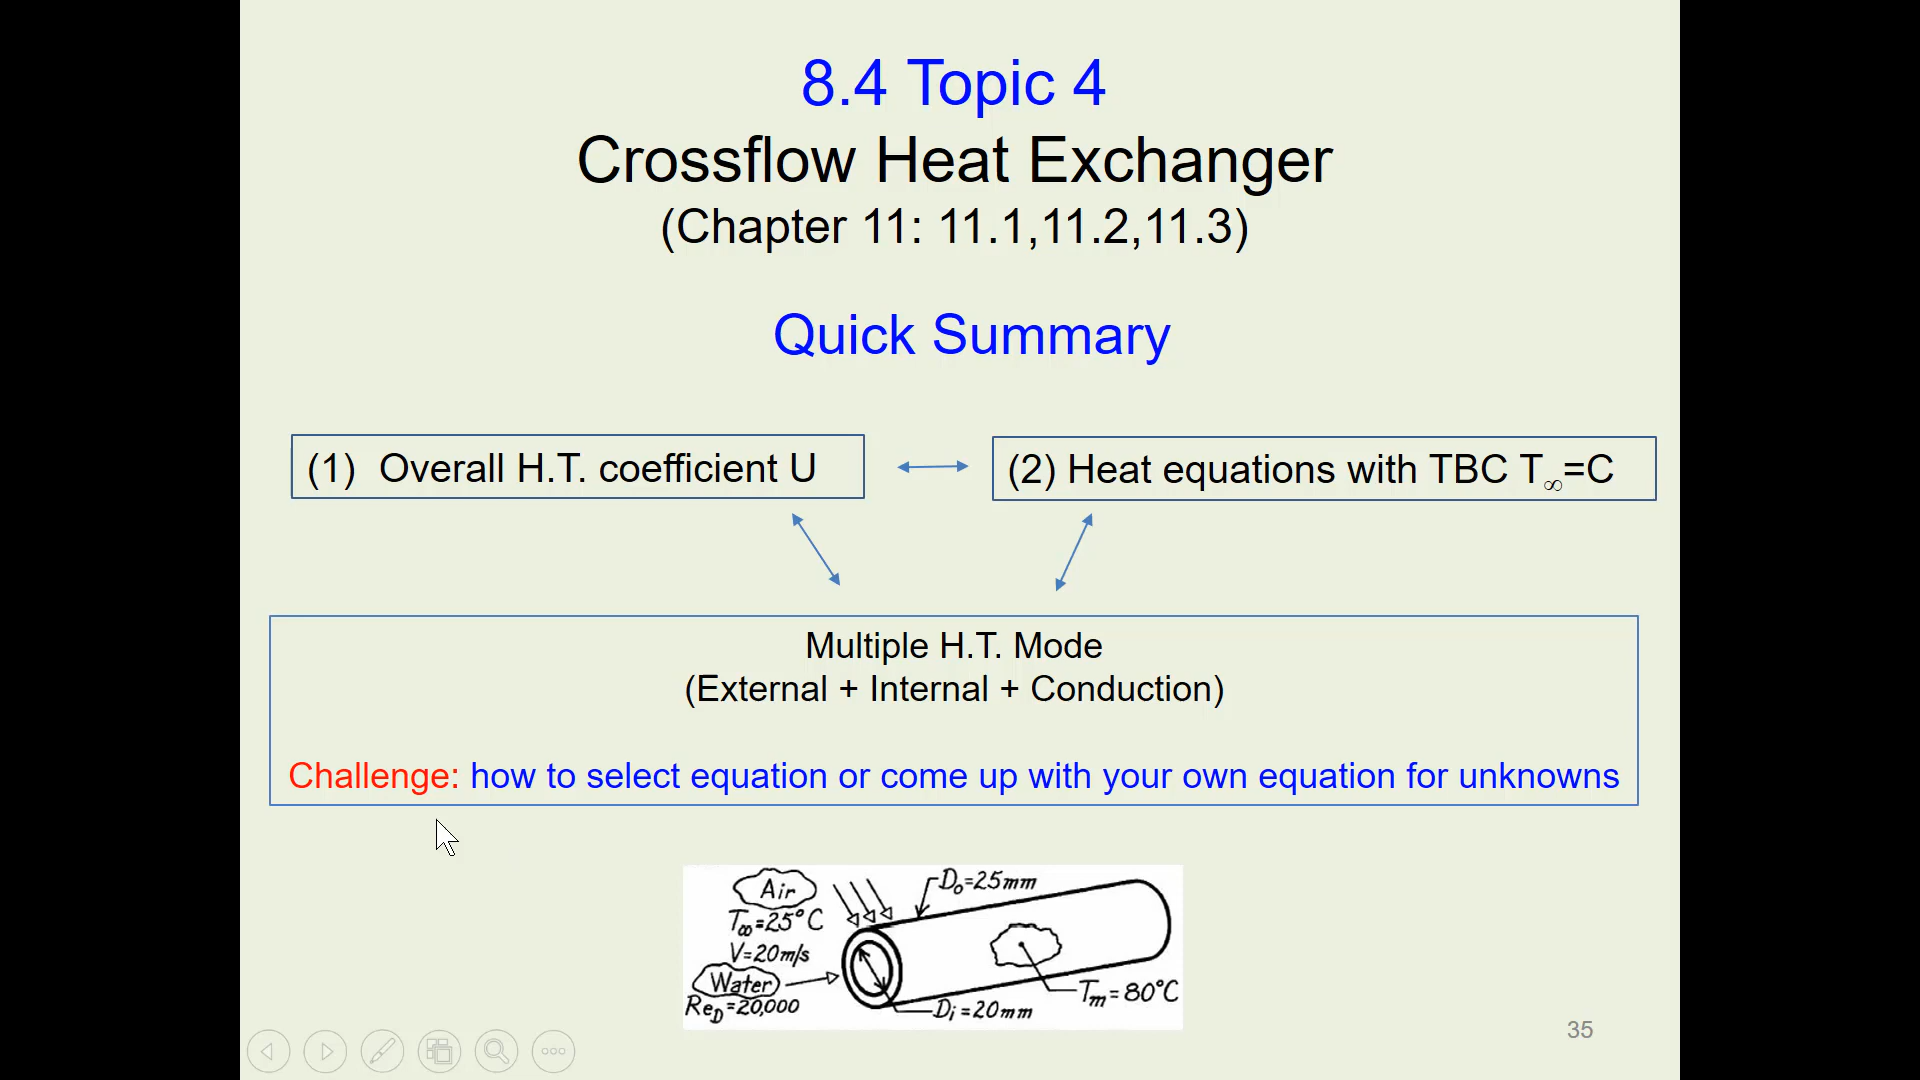 8.4 Topic 4
Crossflow Heat Exchanger
(Chapter 11: 11.1,11.2,11.3)
Quick Summary
(1) Overall H.T. coefficient U
(2) Heat equations with TBC T∞=C
Multiple H.T. Mode
(External + Internal + Conduction)
Challenge: how to select equation or come up with your own equation for unknowns
Air
T∞=25°C
V=20m/s
Water
ReD=20,000
Do=25mm
Di=20mm
Tm=80°C
35